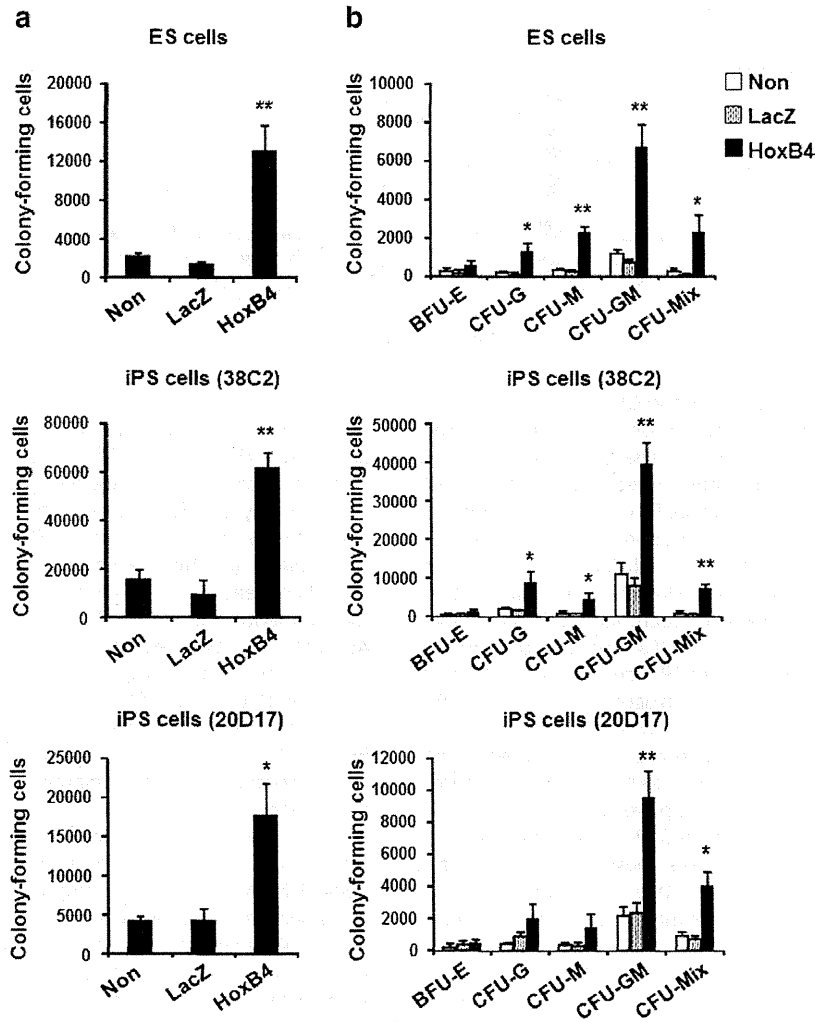 a
ES cells
Colony-forming cells
20000
16000
12000
8000
4000
0
**
Non
LacZ
HoxB4
b
ES cells
Colony-forming cells
10000
8000
6000
4000
2000
0
*
**
**
*
BFU-E
CFU-G
CFU-M
CFU-GM
CFU-Mix
Non
LacZ
HoxB4
iPS cells (38C2)
Colony-forming cells
80000
60000
40000
20000
0
**
Non
LacZ
HoxB4
iPS cells (38C2)
Colony-forming cells
50000
40000
30000
20000
10000
0
*
*
**
**
BFU-E
CFU-G
CFU-M
CFU-GM
CFU-Mix
iPS cells (20D17)
Colony-forming cells
25000
20000
15000
10000
5000
0
*
Non
LacZ
HoxB4
iPS cells (20D17)
Colony-forming cells
12000
10000
8000
6000
4000
2000
0
**
*
BFU-E
CFU-G
CFU-M
CFU-GM
CFU-Mix